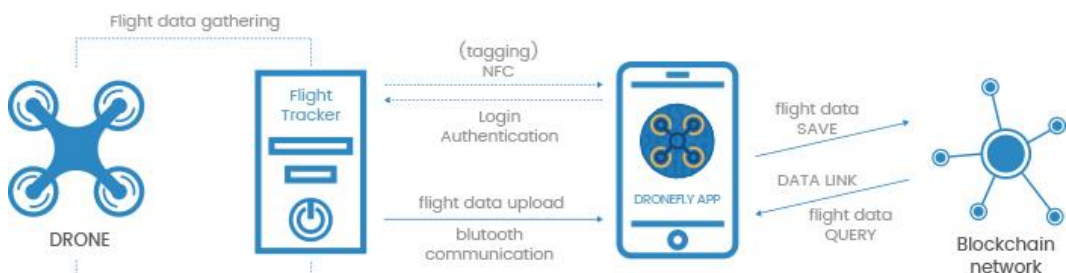 Flight data gathering
(tagging)
NFC
Flight
Tracker
Login
Authentication
flight data
SAVE
DRONEFLY APP
DATA LINK
flight data upload
flight data
QUERY
blutooth
communication
DRONE
Blockchain
network